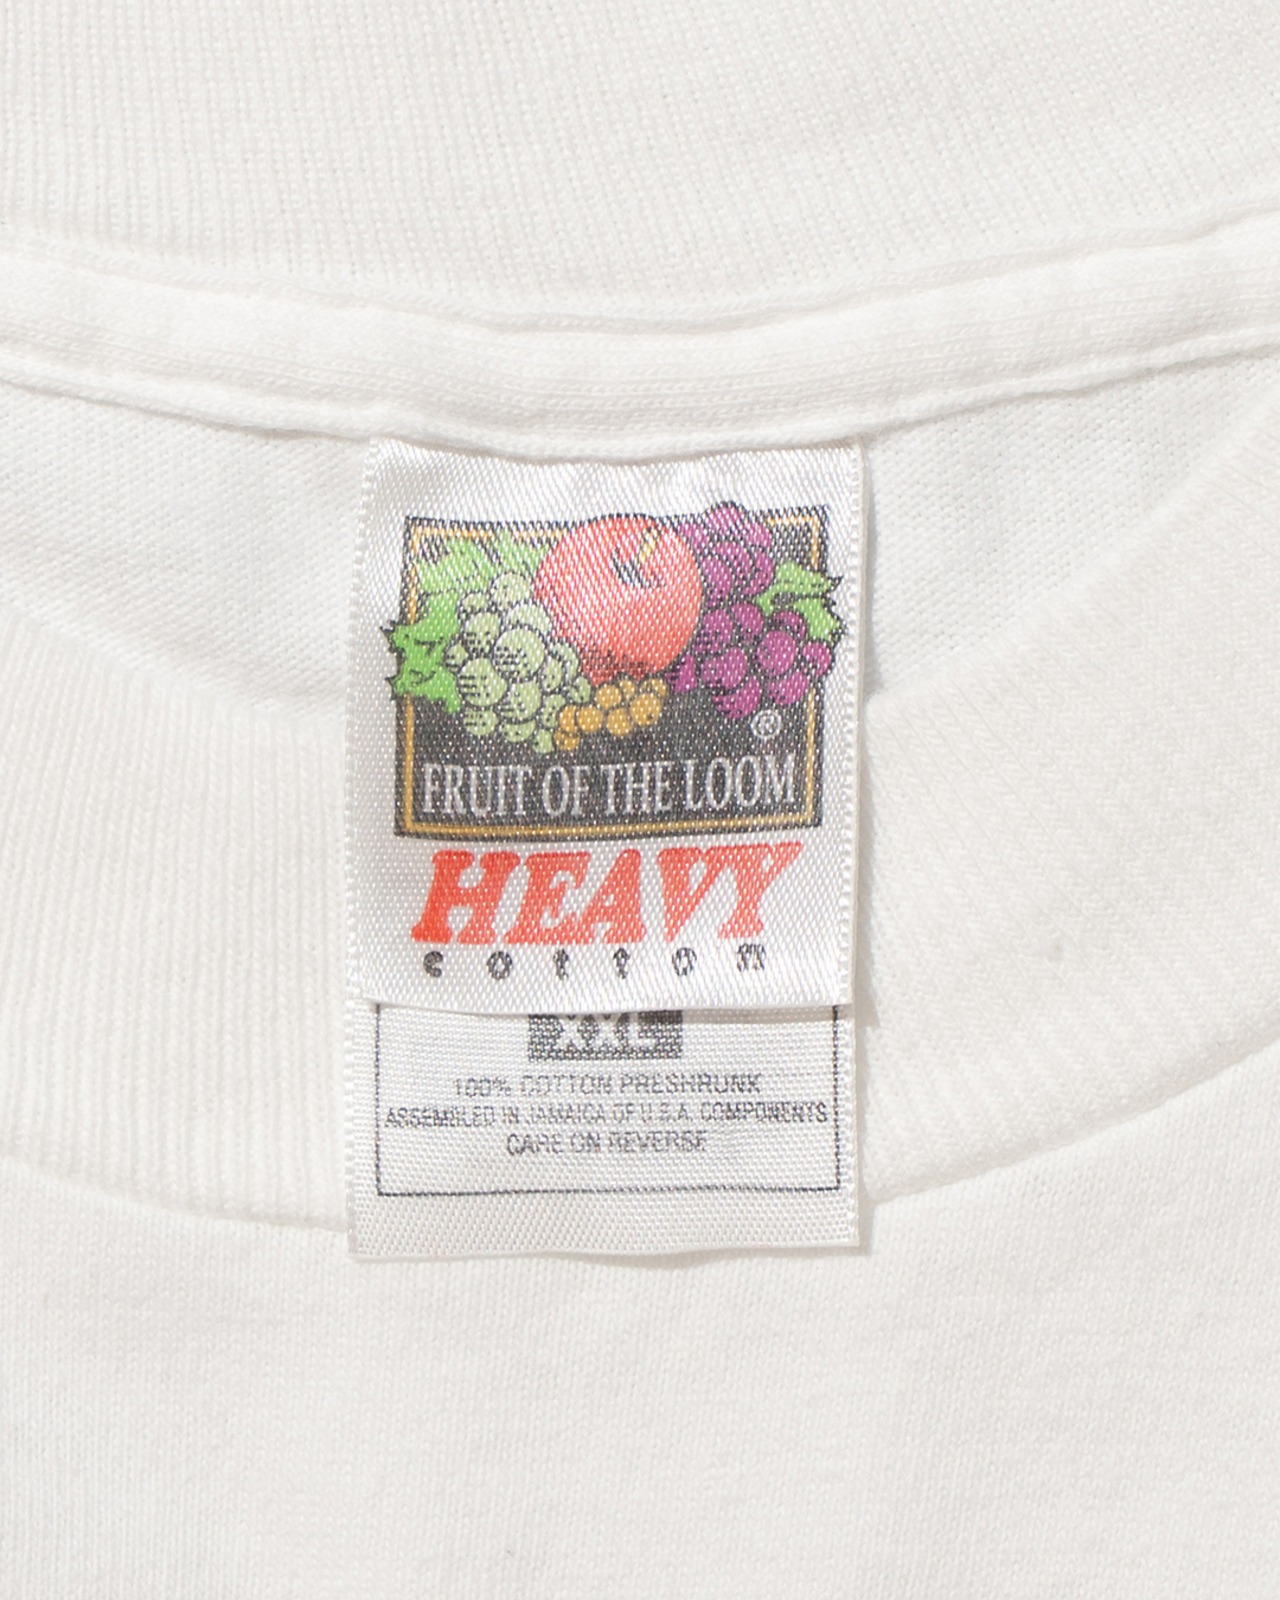 ®
FRUIT OF THE LOOM
HEAVY
cotton
XXL
100% COTTON PRESHRUNK
ASSEMBLED IN JAMAICA OF U.S.A. COMPONENTS
CARE ON REVERSE